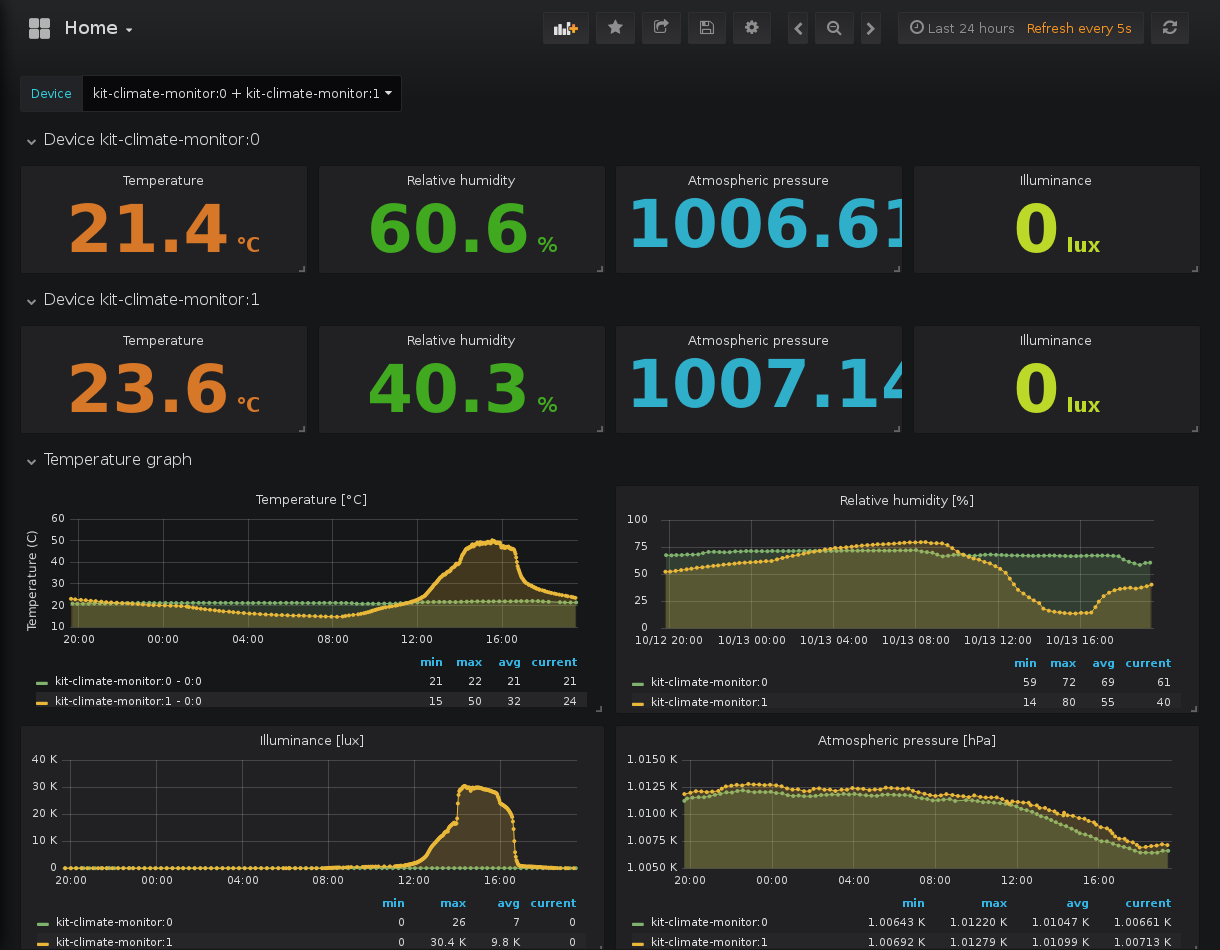 Home
Last 24 hours Refresh every 5s
Device kit-climate-monitor:0 + kit-climate-monitor:1
Device kit-climate-monitor:0
Temperature Relative humidity Atmospheric pressure Illuminance
21.4 °C 60.6 % 1006.61 0 lux
Device kit-climate-monitor:1
Temperature Relative humidity Atmospheric pressure Illuminance
23.6 °C 40.3 % 1007.14 0 lux
Temperature graph
Temperature [°C]
Temperature (C)
60
50
40
30
20
10
20:00 00:00 04:00 08:00 12:00 16:00
min max avg current
kit-climate-monitor:0 - 0:0 21 22 21 21
kit-climate-monitor:1 - 0:0 15 50 32 24
Relative humidity [%]
100
75
50
25
0
10/12 20:00 10/13 00:00 10/13 04:00 10/13 08:00 10/13 12:00 10/13 16:00
min max avg current
kit-climate-monitor:0 59 72 69 61
kit-climate-monitor:1 14 80 55 40
Illuminance [lux]
40 K
30 K
20 K
10 K
0
20:00 00:00 04:00 08:00 12:00 16:00
min max avg current
kit-climate-monitor:0 0 26 7 0
kit-climate-monitor:1 0 30.4 K 9.8 K 0
Atmospheric pressure [hPa]
1.0150 K
1.0125 K
1.0100 K
1.0075 K
1.0050 K
20:00 00:00 04:00 08:00 12:00 16:00
min max avg current
kit-climate-monitor:0 1.00643 K 1.01220 K 1.01047 K 1.00661 K
kit-climate-monitor:1 1.00692 K 1.01279 K 1.01099 K 1.00713 K